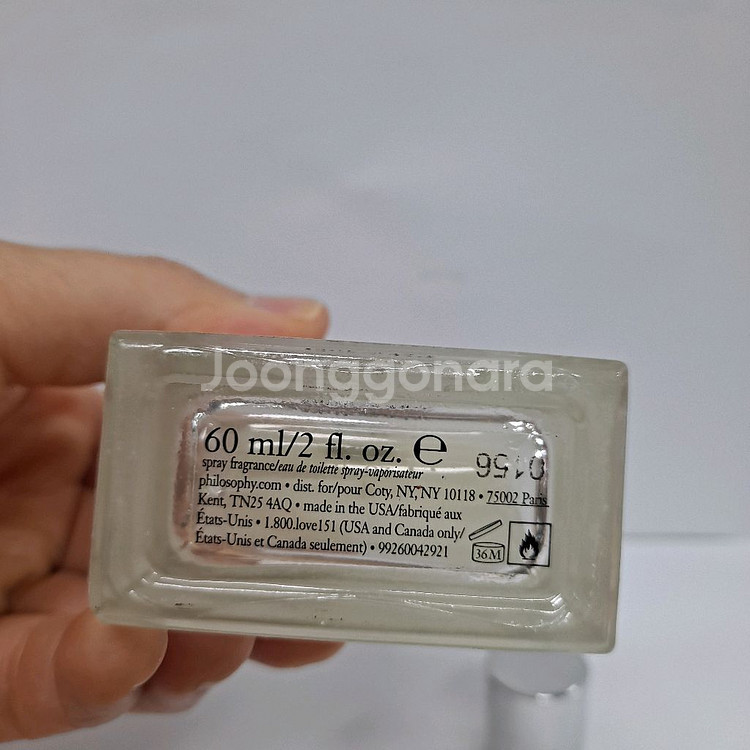 Joonggonara
60 ml/2 fl. oz. ℮
0156
spray fragrance/eau de toilette spray-vaporisateur
philosophy.com • dist. for/pour Coty, NY,NY 10118 • 75002 Paris
Kent, TN25 4AQ • made in the USA/fabriqué aux
États-Unis • 1.800.love151 (USA and Canada only/
États-Unis et Canada seulement) • 99260042921
36M